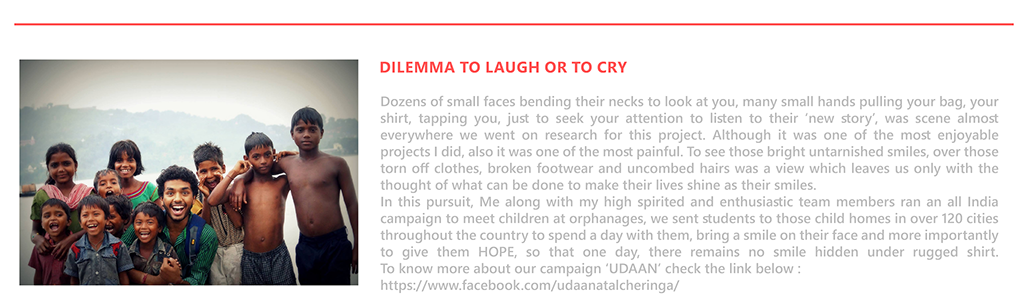 DILEMMA TO LAUGH OR TO CRY
Dozens of small faces bending their necks to look at you, many small hands pulling your bag, your
shirt, tapping you, just to seek your attention to listen to their ‘new story’, was scene almost
everywhere we went on research for this project. Although it was one of the most enjoyable
projects I did, also it was one of the most painful. To see those bright untarnished smiles, over those
torn off clothes, broken footwear and uncombed hairs was a view which leaves us only with the
thought of what can be done to make their lives shine as their smiles.
In this pursuit, Me along with my high spirited and enthusiastic team members ran an all India
campaign to meet children at orphanages, we sent students to those child homes in over 120 cities
throughout the country to spend a day with them, bring a smile on their face and more importantly
to give them HOPE, so that one day, there remains no smile hidden under rugged shirt.
To know more about our campaign ‘UDAAN’ check the link below :
https://www.facebook.com/udaanatalcheringa/